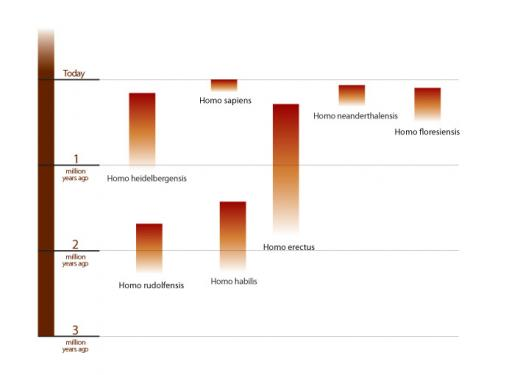 Today
Homo sapiens
Homo neanderthalensis
Homo floresiensis
1
million
years ago
Homo heidelbergensis
2
million
years ago
Homo erectus
Homo rudolfensis
Homo habilis
3
million
years ago